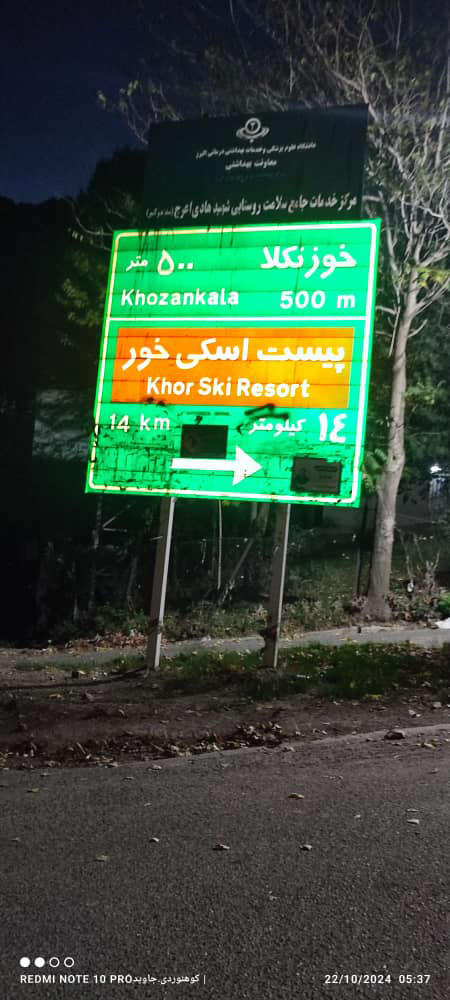 دانشگاه علوم پزشکی و خدمات بهداشتی درمانی البرز
معاونت بهداشتی
مرکز خدمات جامع سلامت روستایی شهید هادی اعرج
خوزنکلا ۵۰۰ متر
Khozankala 500 m
پیست اسکی خور
Khor Ski Resort
14 km ۱٤ کیلومتر
REDMI NOTE 10 PRO کوهنوردی.جاوید |
22/10/2024 05:37